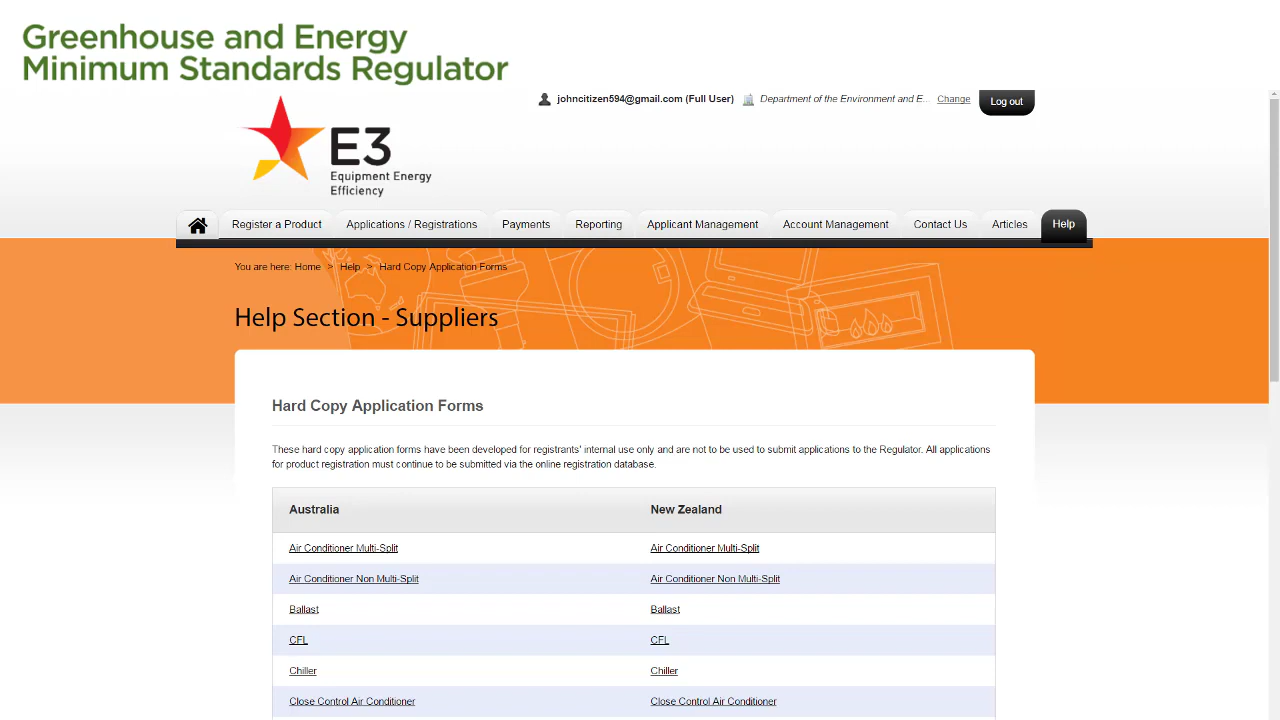 Greenhouse and Energy
Minimum Standards Regulator
johncitizen594@gmail.com (Full User) Department of the Environment and E... Change Log out
E3
Equipment Energy
Efficiency
Register a Product Applications / Registrations Payments Reporting Applicant Management Account Management Contact Us Articles Help
You are here: Home > Help > Hard Copy Application Forms
Help Section - Suppliers
Hard Copy Application Forms
These hard copy application forms have been developed for registrants' internal use only and are not to be used to submit applications to the Regulator. All applications
for product registration must continue to be submitted via the online registration database.
Australia New Zealand
Air Conditioner Multi-Split Air Conditioner Multi-Split
Air Conditioner Non Multi-Split Air Conditioner Non Multi-Split
Ballast Ballast
CFL CFL
Chiller Chiller
Close Control Air Conditioner Close Control Air Conditioner